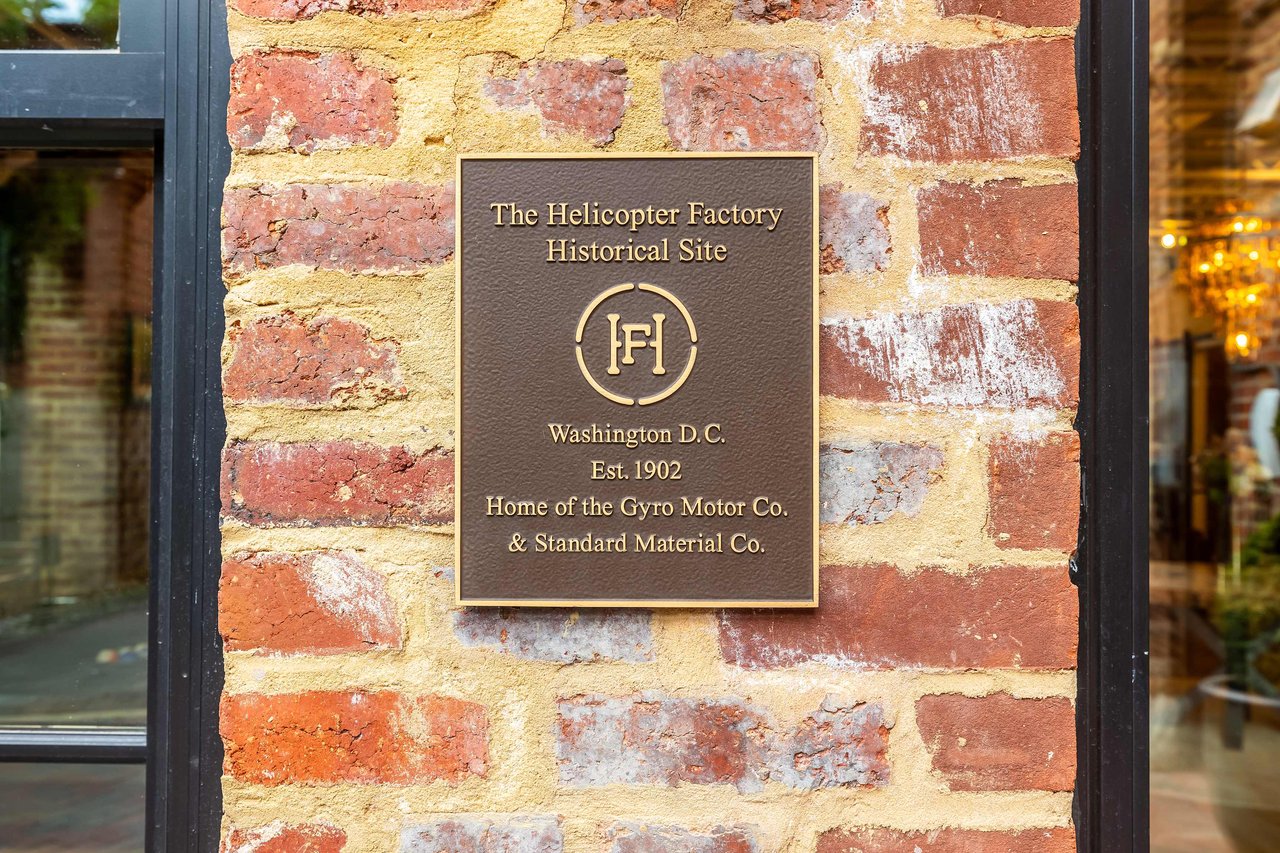 The Helicopter Factory
Historical Site
HF
Washington D.C.
Est. 1902
Home of the Gyro Motor Co.
& Standard Material Co.